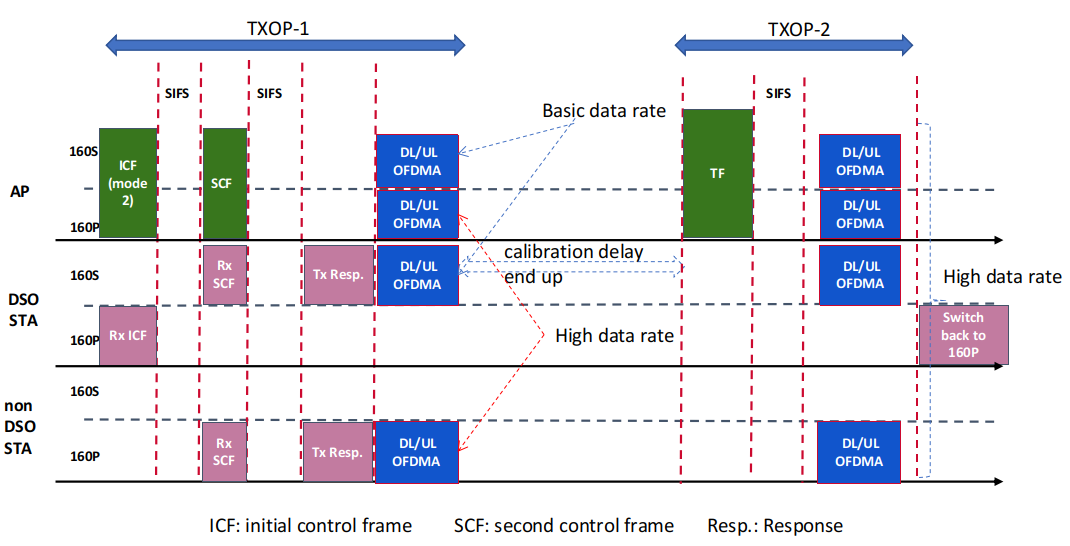 TXOP-1
TXOP-2
SIFS
SIFS
SIFS
Basic data rate
160S
ICF
(mode
2)
SCF
DL/UL
OFDMA
TF
DL/UL
OFDMA
AP
160P
DL/UL
OFDMA
DL/UL
OFDMA
160S
Rx
SCF
Tx Resp.
DL/UL
OFDMA
calibration delay
end up
DL/UL
OFDMA
High data rate
DSO
STA
160P
Rx ICF
High data rate
Switch
back to
160P
160S
non
DSO
STA
160P
Rx
SCF
Tx Resp.
DL/UL
OFDMA
DL/UL
OFDMA
ICF: initial control frame
SCF: second control frame
Resp.: Response